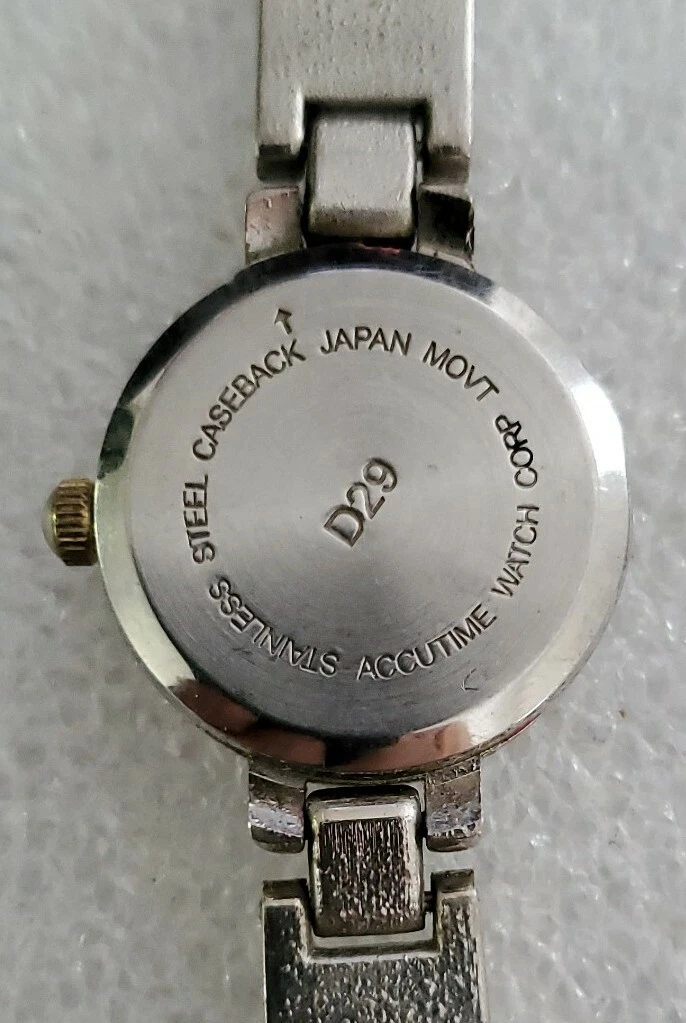 STAINLESS STEEL CASEBACK JAPAN MOVT
ACCUTIME WATCH CORP
D29